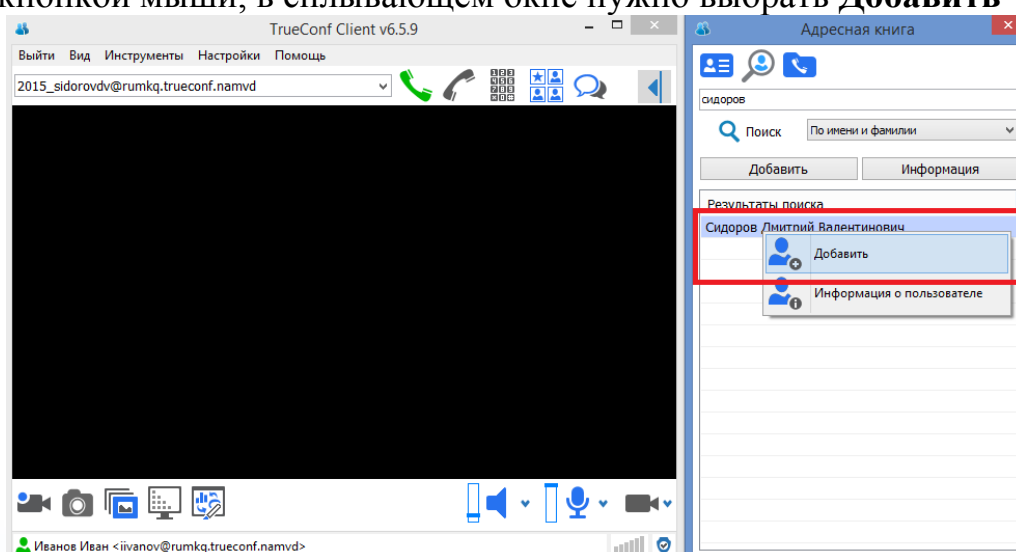 кнопкой мыши, в сплывающем окне нужно выбрать Добавить
TrueConf Client v6.5.9
Адресная книга
Выйти Вид Инструменты Настройки Помощь
2015_sidorovdv@rumkq.trueconf.namvd
сидоров
Поиск По имени и фамилии
Добавить Информация
Результаты поиска
Сидоров Дмитрий Валентинович
Добавить
Информация о пользователе
Иванов Иван <iivanov@rumkq.trueconf.namvd>